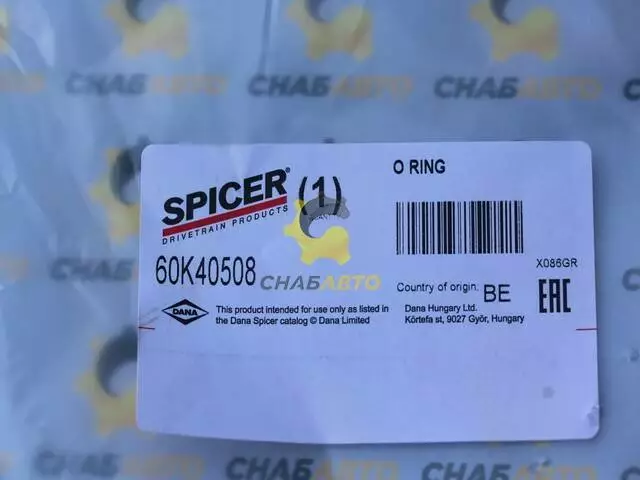 СНАБАВТО
СНАБАВТО
СНАБАВТО
SPICER®
DRIVETRAIN PRODUCTS
(1)
O RING
60K40508
СНАБАВТО
X086GR
Country of origin: BE
EAC
DANA
This product intended for use only as listed in
the Dana Spicer catalog © Dana Limited
Dana Hungary Ltd.
Körtefa st, 9027 Győr, Hungary
СНАБАВТО
СНАБАВТО